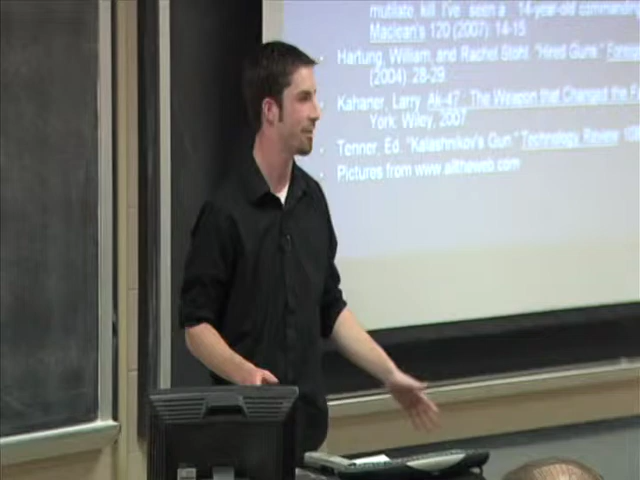 mutilate, kill. I've seen a 14-year-old
Maclean's 120 (2007): 14-15
• Hartung, William, and Rachel Stohl. "Hired Guns."
(2004): 28-29
• Kahaner, Larry. Ak-47: The Weapon that Changed the
York: Wiley, 2007
• Tenner, Ed. "Kalashnikov's Gun." Technology Review
• Pictures from www.alltheweb.com